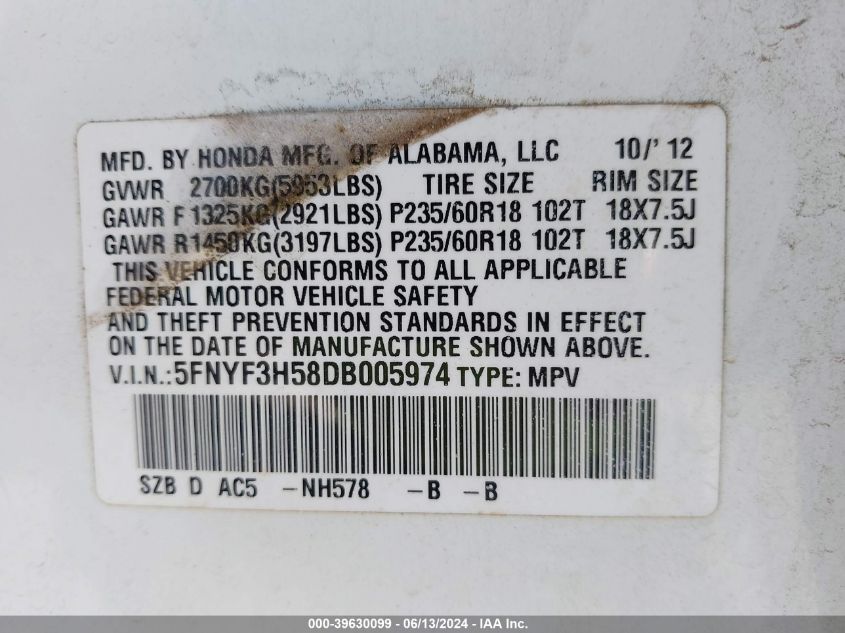 MFD. BY HONDA MFG. OF ALABAMA, LLC 10/'12
GVWR 2700KG(5953LBS) TIRE SIZE RIM SIZE
GAWR F 1325KG(2921LBS) P235/60R18 102T 18X7.5J
GAWR R1450KG(3197LBS) P235/60R18 102T 18X7.5J
THIS VEHICLE CONFORMS TO ALL APPLICABLE
FEDERAL MOTOR VEHICLE SAFETY
AND THEFT PREVENTION STANDARDS IN EFFECT
ON THE DATE OF MANUFACTURE SHOWN ABOVE.
V.I.N.:5FNYF3H58DB005974 TYPE: MPV
SZB D AC5 -NH578 -B -B
000-39630099 - 06/13/2024 - IAA Inc.